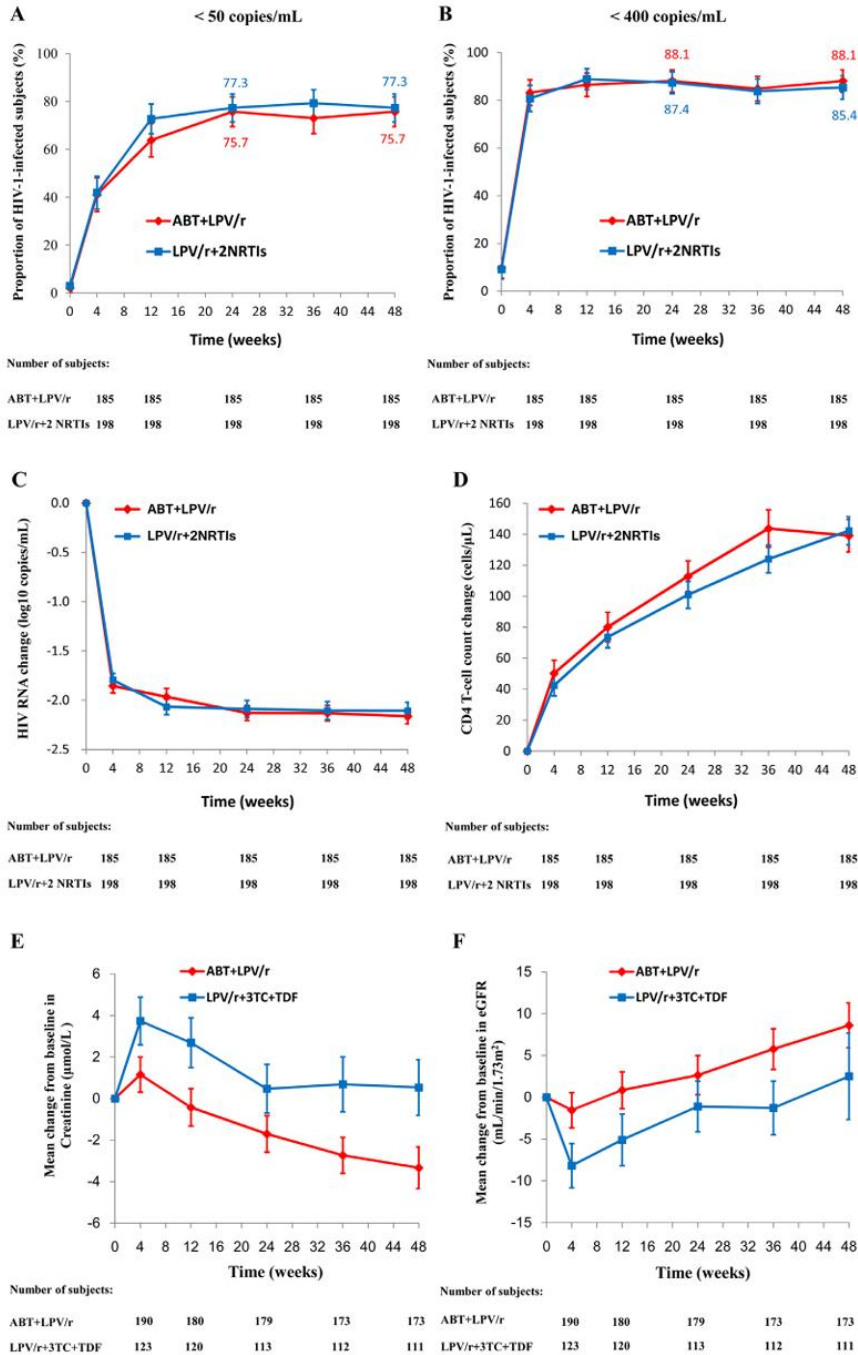 A
< 50 copies/mL
Proportion of HIV-1-infected subjects (%)
100
80
60
40
20
0
77.3
77.3
75.7
75.7
ABT+LPV/r
LPV/r+2NRTIs
0 4 8 12 16 20 24 28 32 36 40 44 48
Time (weeks)
Number of subjects:
ABT+LPV/r 185 185 185 185 185
LPV/r+2 NRTIs 198 198 198 198 198
B
< 400 copies/mL
Proportion of HIV-1-infected subjects (%)
100
80
60
40
20
0
88.1
88.1
87.4
85.4
ABT+LPV/r
LPV/r+2NRTIs
0 4 8 12 16 20 24 28 32 36 40 44 48
Time (weeks)
Number of subjects:
ABT+LPV/r 185 185 185 185 185
LPV/r+2 NRTIs 198 198 198 198 198
C
HIV RNA change (log10 copies/mL)
0.0
-0.5
-1.0
-1.5
-2.0
-2.5
ABT+LPV/r
LPV/r+2NRTIs
0 4 8 12 16 20 24 28 32 36 40 44 48
Time (weeks)
Number of subjects:
ABT+LPV/r 185 185 185 185 185
LPV/r+2 NRTIs 198 198 198 198 198
D
CD4 T-cell count change (cells/μL)
160
140
120
100
80
60
40
20
0
ABT+LPV/r
LPV/r+2NRTIs
0 4 8 12 16 20 24 28 32 36 40 44 48
Time (weeks)
Number of subjects:
ABT+LPV/r 185 185 185 185 185
LPV/r+2 NRTIs 198 198 198 198 198
E
Mean change from baseline in
Creatinine (μmol/L )
6
4
2
0
-2
-4
-6
ABT+LPV/r
LPV/r+3TC+TDF
0 4 8 12 16 20 24 28 32 36 40 44 48
Time (weeks)
Number of subjects:
ABT+LPV/r 190 180 179 173 173
LPV/r+3TC+TDF 123 120 113 112 111
F
Mean change from baseline in eGFR
(mL/min/1.73m²)
15
10
5
0
-5
-10
-15
ABT+LPV/r
LPV/r+3TC+TDF
0 4 8 12 16 20 24 28 32 36 40 44 48
Time (weeks)
Number of subjects:
ABT+LPV/r 190 180 179 173 173
LPV/r+3TC+TDF 123 120 113 112 111